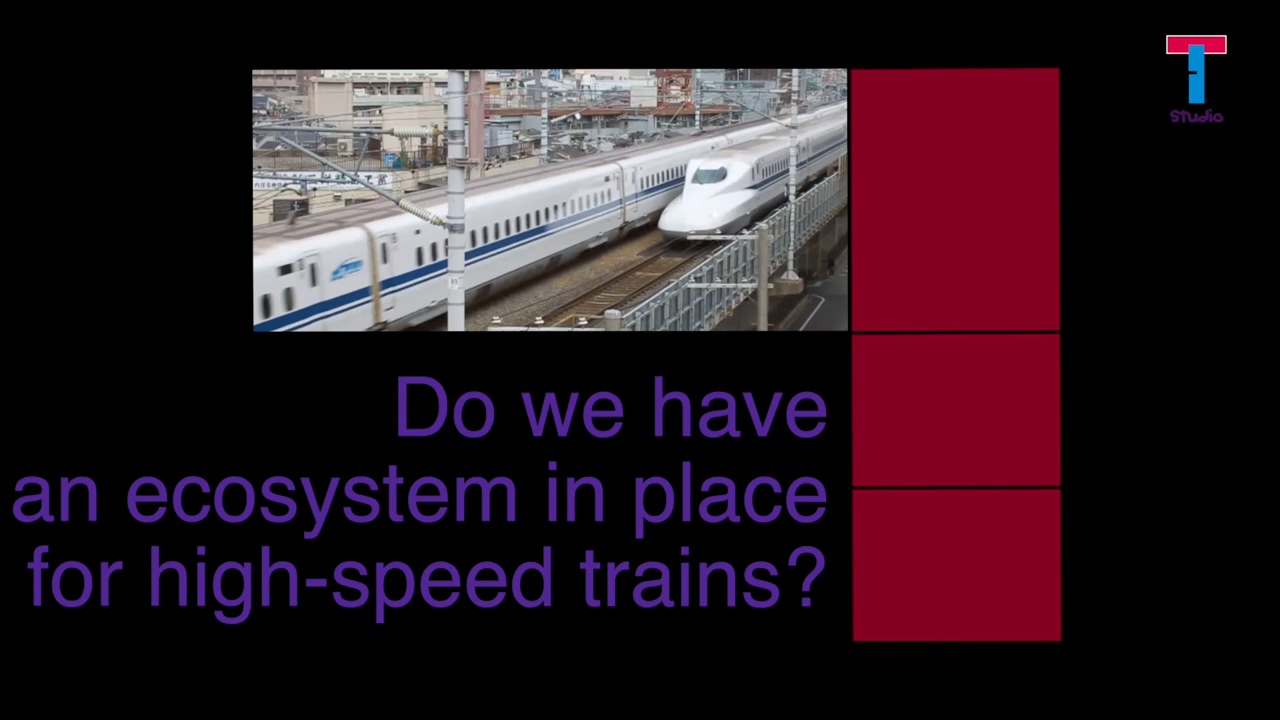 T
Studio
Do we have
an ecosystem in place
for high-speed trains?